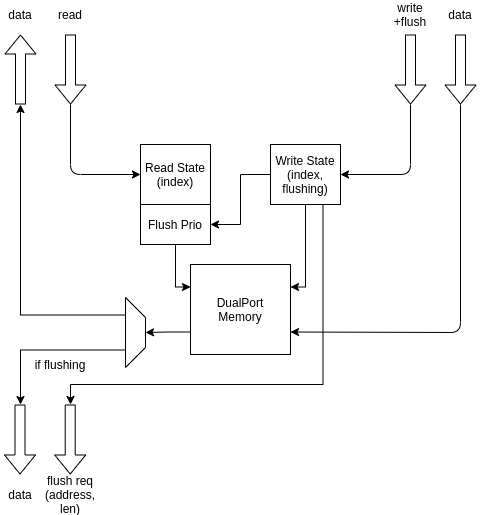 data
read
write
+flush
data
Read State
(index)
Write State
(index,
flushing)
Flush Prio
DualPort
Memory
if flushing
data
flush req
(address,
len)